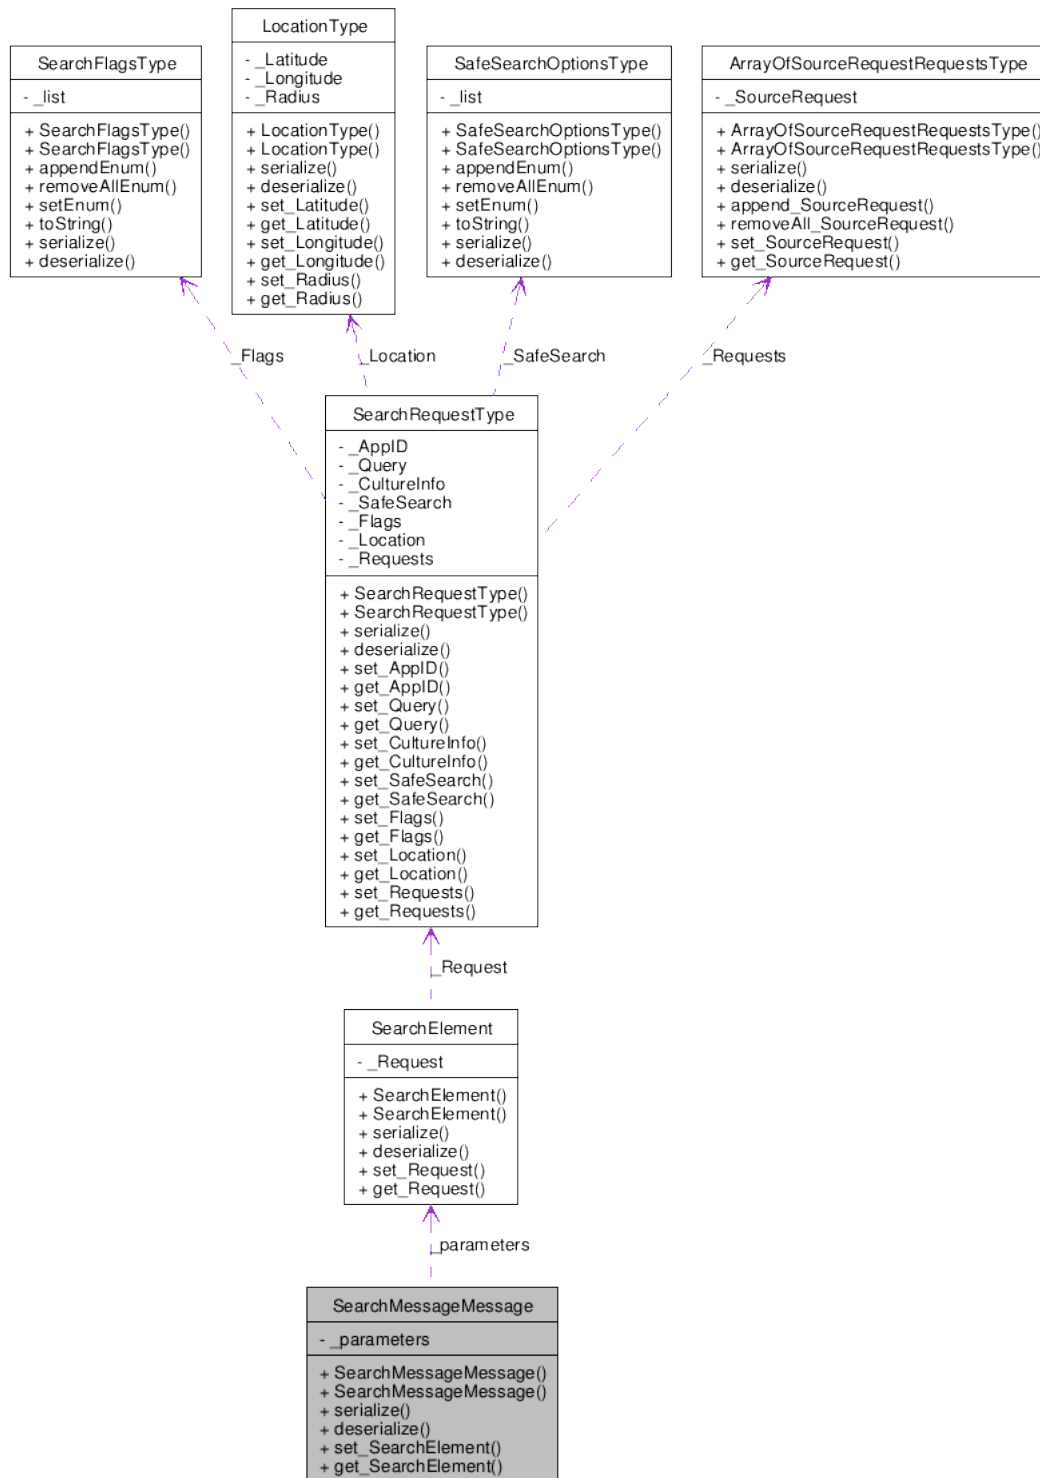 LocationType
- _Latitude
- _Longitude
- _Radius
+ LocationType()
+ LocationType()
+ serialize()
+ deserialize()
+ set_Latitude()
+ get_Latitude()
+ set_Longitude()
+ get_Longitude()
+ set_Radius()
+ get_Radius()
SearchFlagsType
- _list
+ SearchFlagsType()
+ SearchFlagsType()
+ appendEnum()
+ removeAllEnum()
+ setEnum()
+ toString()
+ serialize()
+ deserialize()
SafeSearchOptionsType
- _list
+ SafeSearchOptionsType()
+ SafeSearchOptionsType()
+ appendEnum()
+ removeAllEnum()
+ setEnum()
+ toString()
+ serialize()
+ deserialize()
ArrayOfSourceRequestRequestsType
- _SourceRequest
+ ArrayOfSourceRequestRequestsType()
+ ArrayOfSourceRequestRequestsType()
+ serialize()
+ deserialize()
+ append_SourceRequest()
+ removeAll_SourceRequest()
+ set_SourceRequest()
+ get_SourceRequest()
_Flags
_Location
_SafeSearch
_Requests
SearchRequestType
- _AppID
- _Query
- _CultureInfo
- _SafeSearch
- _Flags
- _Location
- _Requests
+ SearchRequestType()
+ SearchRequestType()
+ serialize()
+ deserialize()
+ set_AppID()
+ get_AppID()
+ set_Query()
+ get_Query()
+ set_CultureInfo()
+ get_CultureInfo()
+ set_SafeSearch()
+ get_SafeSearch()
+ set_Flags()
+ get_Flags()
+ set_Location()
+ get_Location()
+ set_Requests()
+ get_Requests()
_Request
SearchElement
- _Request
+ SearchElement()
+ SearchElement()
+ serialize()
+ deserialize()
+ set_Request()
+ get_Request()
_parameters
SearchMessageMessage
- _parameters
+ SearchMessageMessage()
+ SearchMessageMessage()
+ serialize()
+ deserialize()
+ set_SearchElement()
+ get_SearchElement()